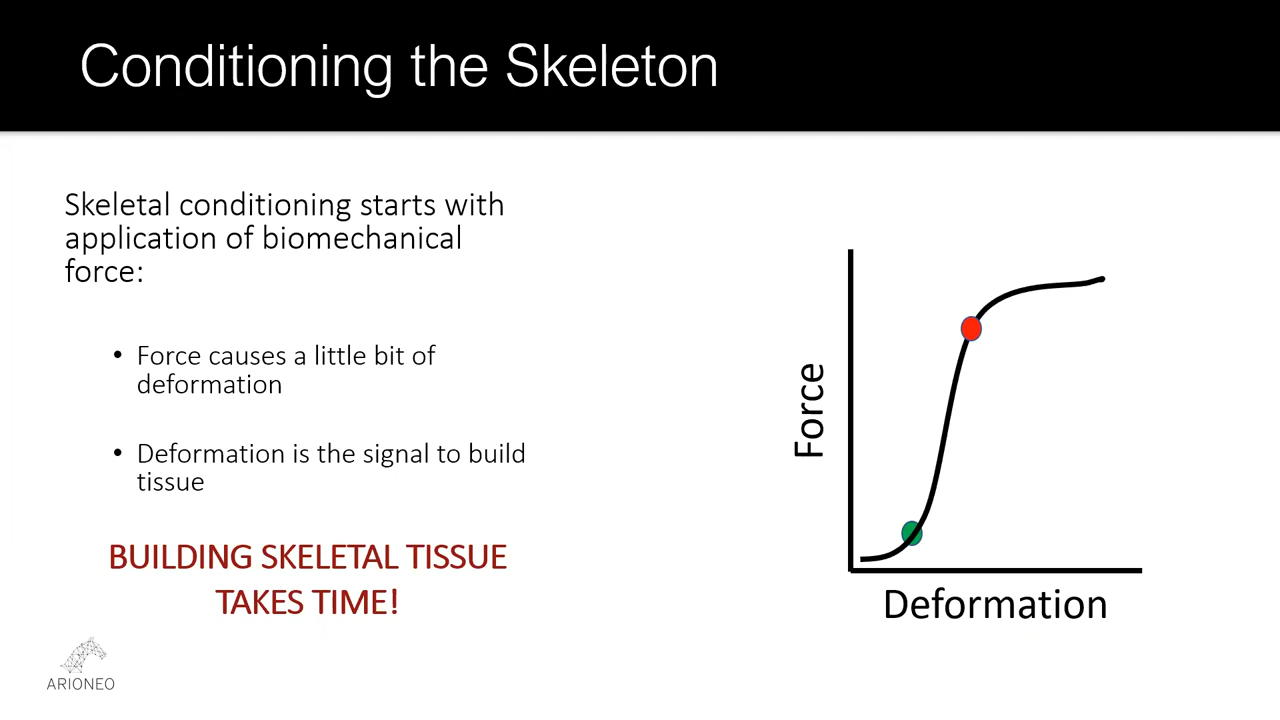 Conditioning the Skeleton
Skeletal conditioning starts with
application of biomechanical
force:
• Force causes a little bit of
deformation
• Deformation is the signal to build
tissue
BUILDING SKELETAL TISSUE
TAKES TIME!
ARIONEO
Force
Deformation